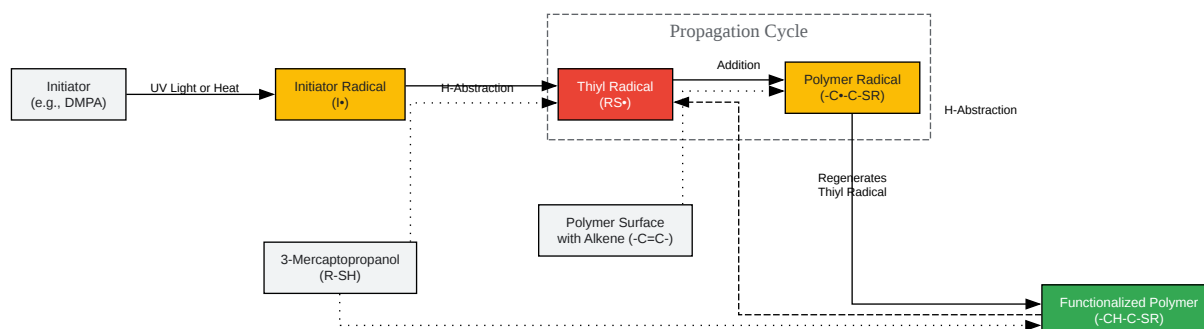 Propagation Cycle
Initiator
(e.g., DMPA)
UV Light or Heat
Initiator Radical
(I•)
H-Abstraction
Thiyl Radical
(RS•)
Addition
Polymer Radical
(-C•-C-SR)
H-Abstraction
Regenerates
Thiyl Radical
Polymer Surface
with Alkene (-C=C-)
3-Mercaptopropanol
(R-SH)
Functionalized Polymer
(-CH-C-SR)